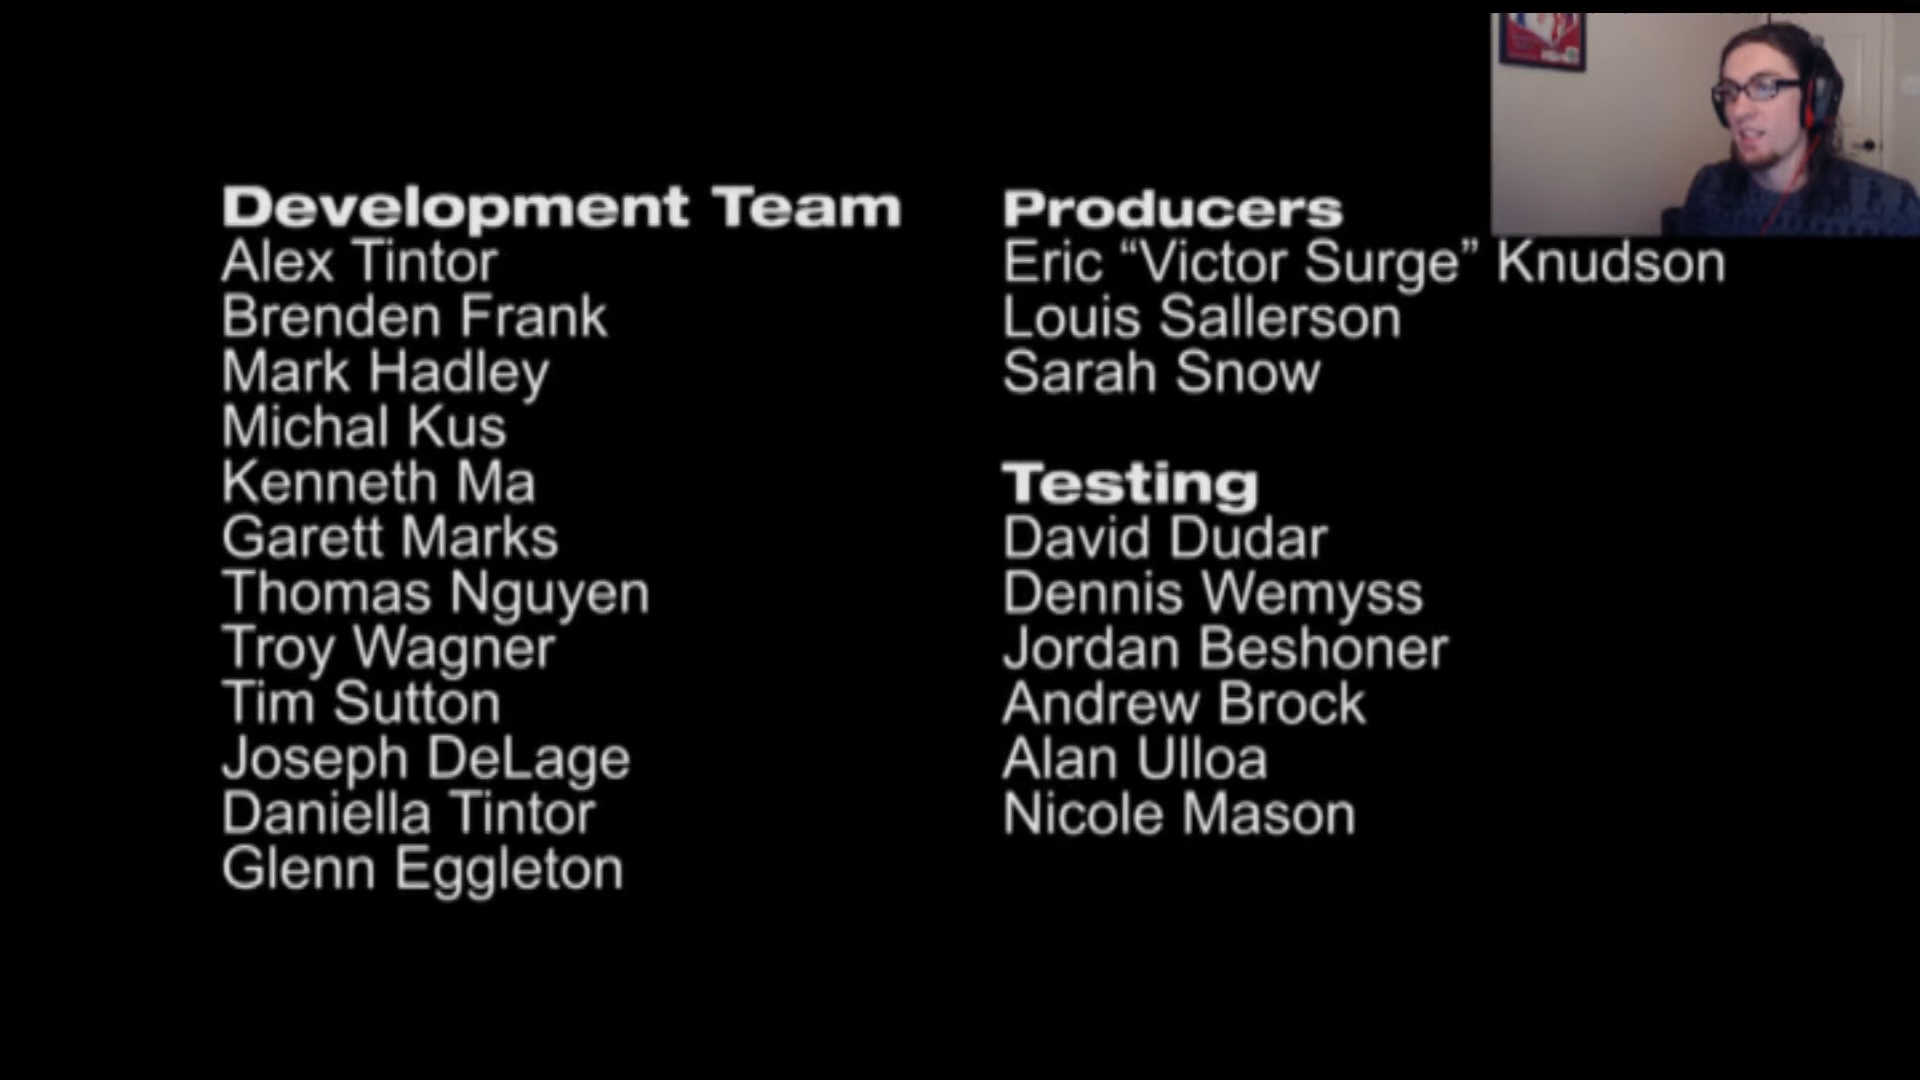 Development Team
Alex Tintor
Brenden Frank
Mark Hadley
Michal Kus
Kenneth Ma
Garett Marks
Thomas Nguyen
Troy Wagner
Tim Sutton
Joseph DeLage
Daniella Tintor
Glenn Eggleton
Producers
Eric “Victor Surge” Knudson
Louis Sallerson
Sarah Snow
Testing
David Dudar
Dennis Wemyss
Jordan Beshoner
Andrew Brock
Alan Ulloa
Nicole Mason